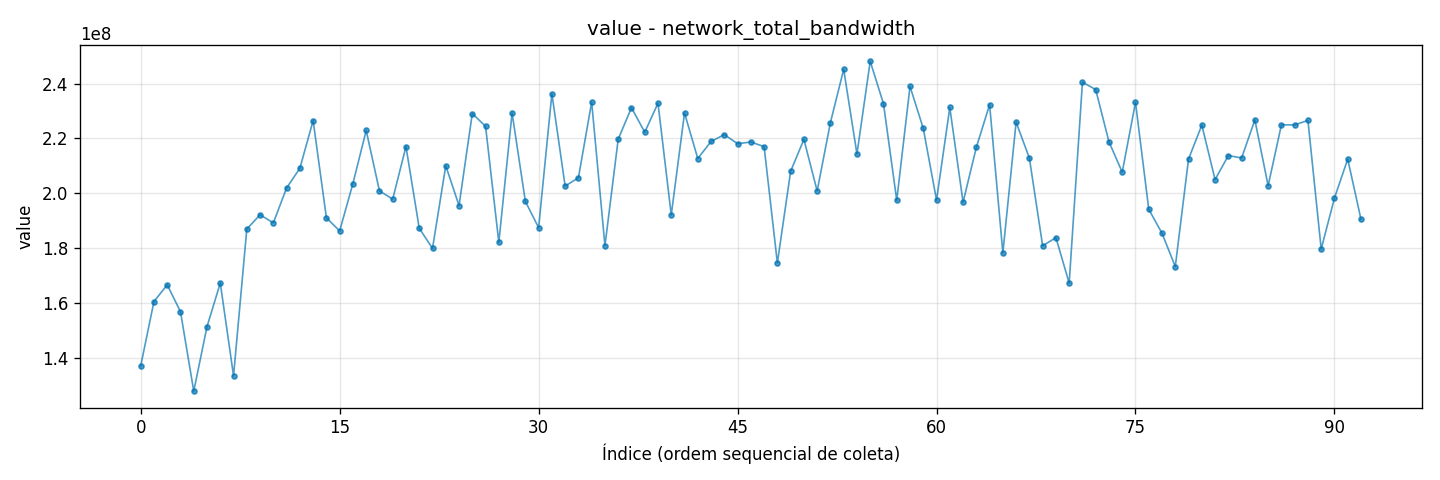 value - network_total_bandwidth
1e8
2.4
2.2
2.0
1.8
1.6
1.4
value
0 15 30 45 60 75 90
Índice (ordem sequencial de coleta)